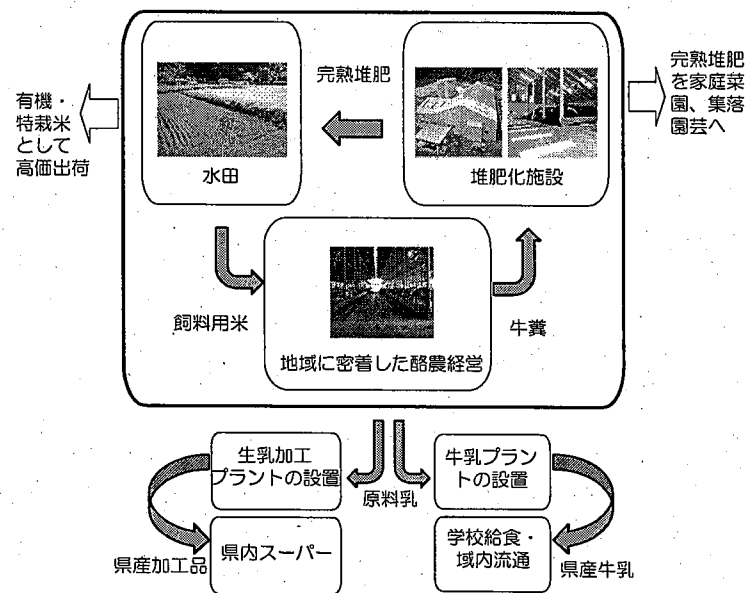 完熟堆肥
有機・
特栽米
として
高価出荷
水田
堆肥化施設
完熟堆肥
を家庭菜
園、集落
園芸へ
飼料用米
牛糞
地域に密着した酪農経営
生乳加工
プラントの設置
原料乳
牛乳プラン
トの設置
県産加工品
県内スーパー
学校給食・
域内流通
県産牛乳